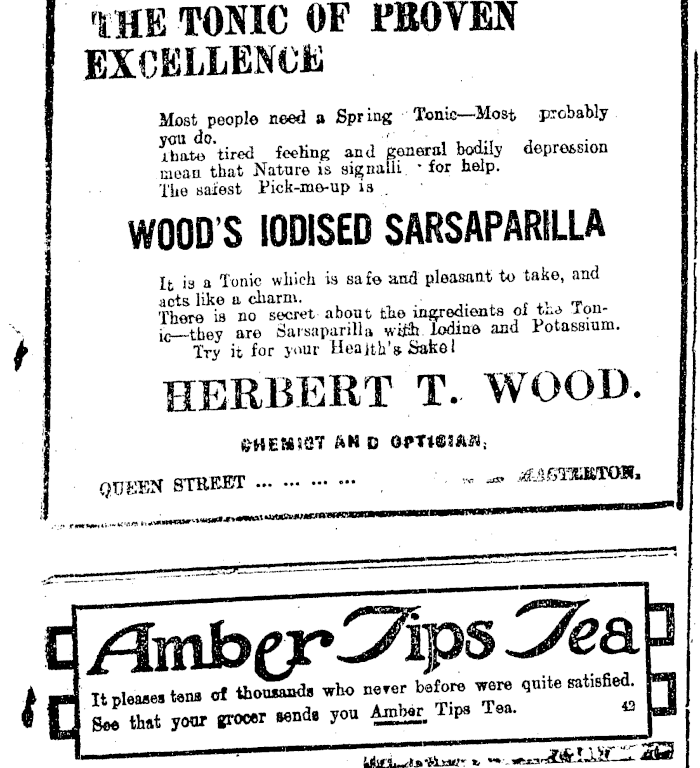 THE TONIC OF PROVEN
EXCELLENCE
Most people need a Spring Tonic—Most probably
you do.
thate tired feeling and general bodily depression
mean that Nature is signalli for help.
The safest Pick-me-up is
WOOD'S IODISED SARSAPARILLA
It is a Tonic which is safe and pleasant to take, and
acts like a charm.
There is no secret about the ingredients of the Ton-
ic—they are Sarsaparilla with Iodine and Potassium.
Try it for your Health's Sake!
HERBERT T. WOOD.
CHEMIST AND OPTICIAN,
QUEEN STREET ... ... ... ... MASTERTON.
Amber Tips Tea
It pleases tens of thousands who never before were quite satisfied.
See that your grocer sends you Amber Tips Tea. 42